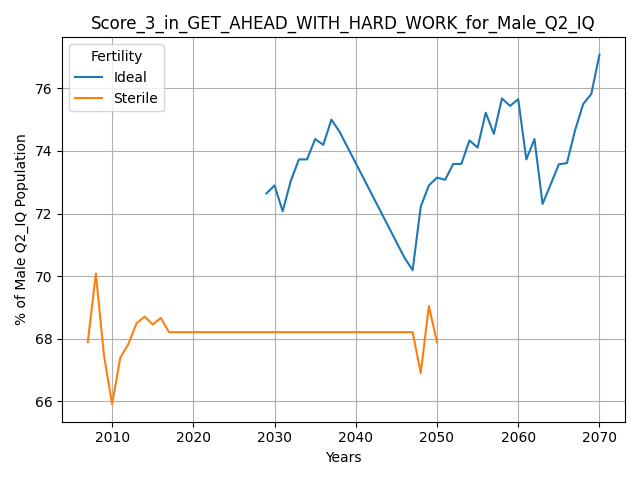 Score_3_in_GET_AHEAD_WITH_HARD_WORK_for_Male_Q2_IQ
Fertility
Ideal
Sterile
% of Male Q2_IQ Population
76
74
72
70
68
66
2010
2020
2030
2040
2050
2060
2070
Years